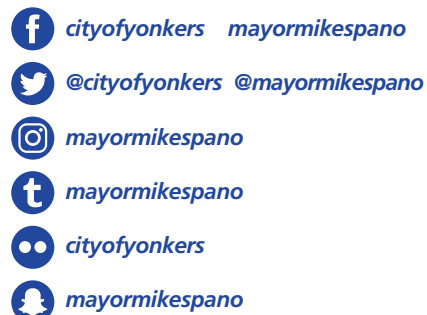 cityofyonkers mayormikespano
@cityofyonkers @mayormikespano
mayormikespano
mayormikespano
cityofyonkers
mayormikespano